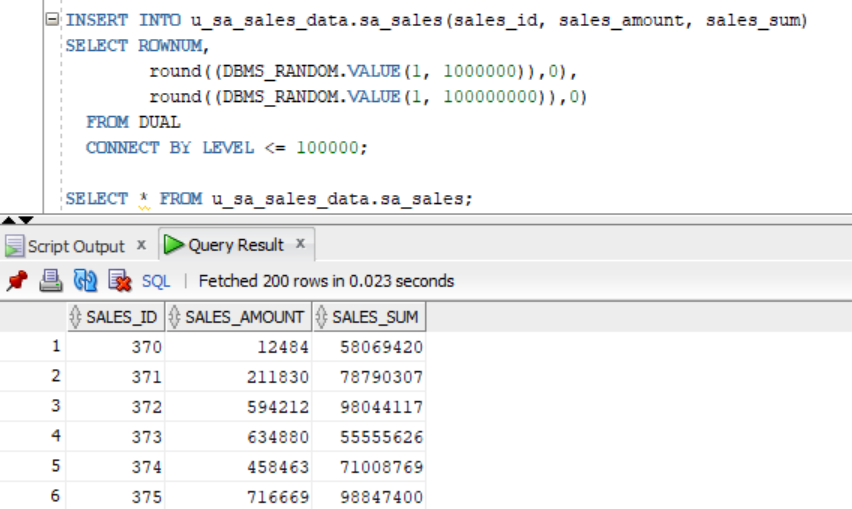 INSERT INTO u_sa_sales_data.sa_sales(sales_id, sales_amount, sales_sum)
SELECT ROWNUM,
round((DBMS_RANDOM.VALUE(1, 1000000)),0),
round((DBMS_RANDOM.VALUE(1, 100000000)),0)
FROM DUAL
CONNECT BY LEVEL <= 100000;
SELECT * FROM u_sa_sales_data.sa_sales;
Script Output x Query Result x
SQL | Fetched 200 rows in 0.023 seconds
SALES_ID SALES_AMOUNT SALES_SUM
1 370 12484 58069420
2 371 211830 78790307
3 372 594212 98044117
4 373 634880 55555626
5 374 458463 71008769
6 375 716669 98847400